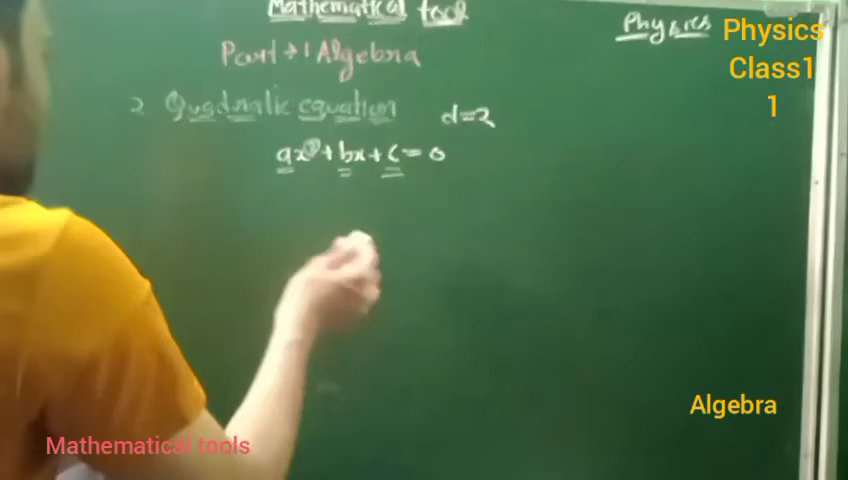 Mathematical tool
Physics
Part → 1 Algebra
2 Quadratic equation d=2
ax²+bx+c=0
Physics
Class1
1
Algebra
Mathematical tools